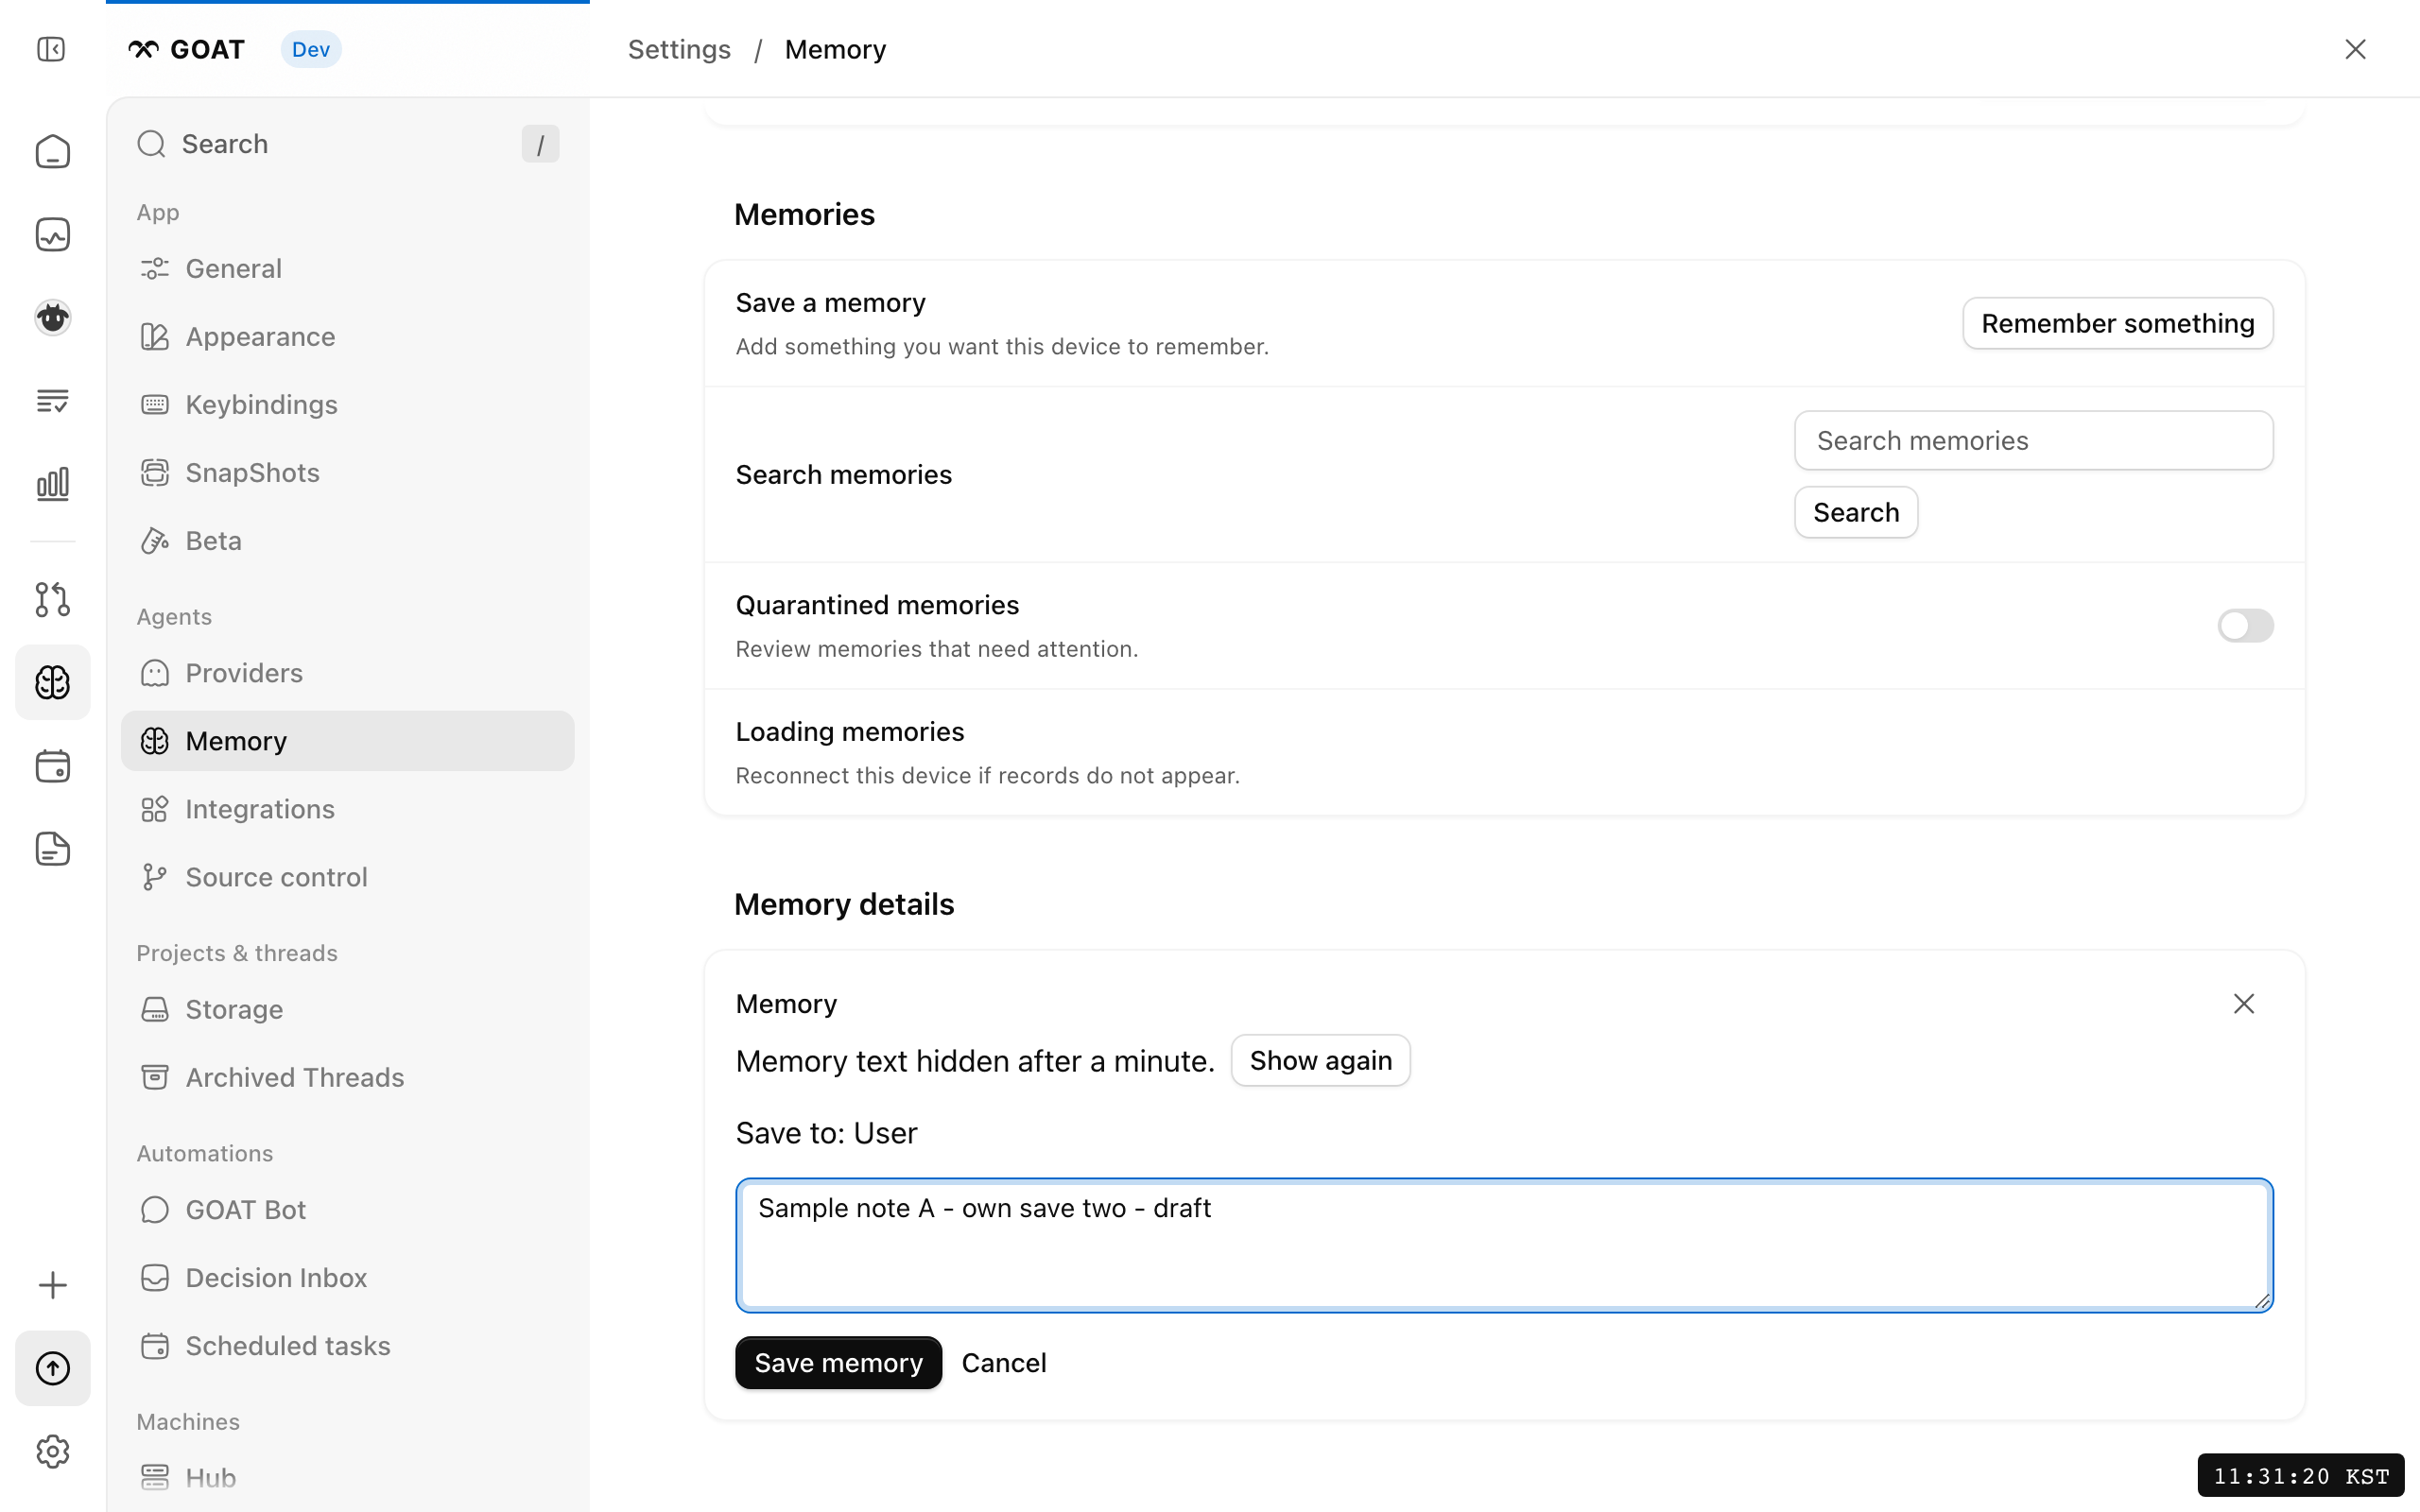 GOAT Dev
Settings / Memory
Search /
App
General
Appearance
Keybindings
SnapShots
Beta
Agents
Providers
Memory
Integrations
Source control
Projects & threads
Storage
Archived Threads
Automations
GOAT Bot
Decision Inbox
Scheduled tasks
Machines
Hub
Memories
Save a memory
Add something you want this device to remember.
Remember something
Search memories
Search memories
Search
Quarantined memories
Review memories that need attention.
Loading memories
Reconnect this device if records do not appear.
Memory details
Memory
Memory text hidden after a minute. Show again
Save to: User
Sample note A - own save two - draft
Save memory Cancel
11:31:20 KST